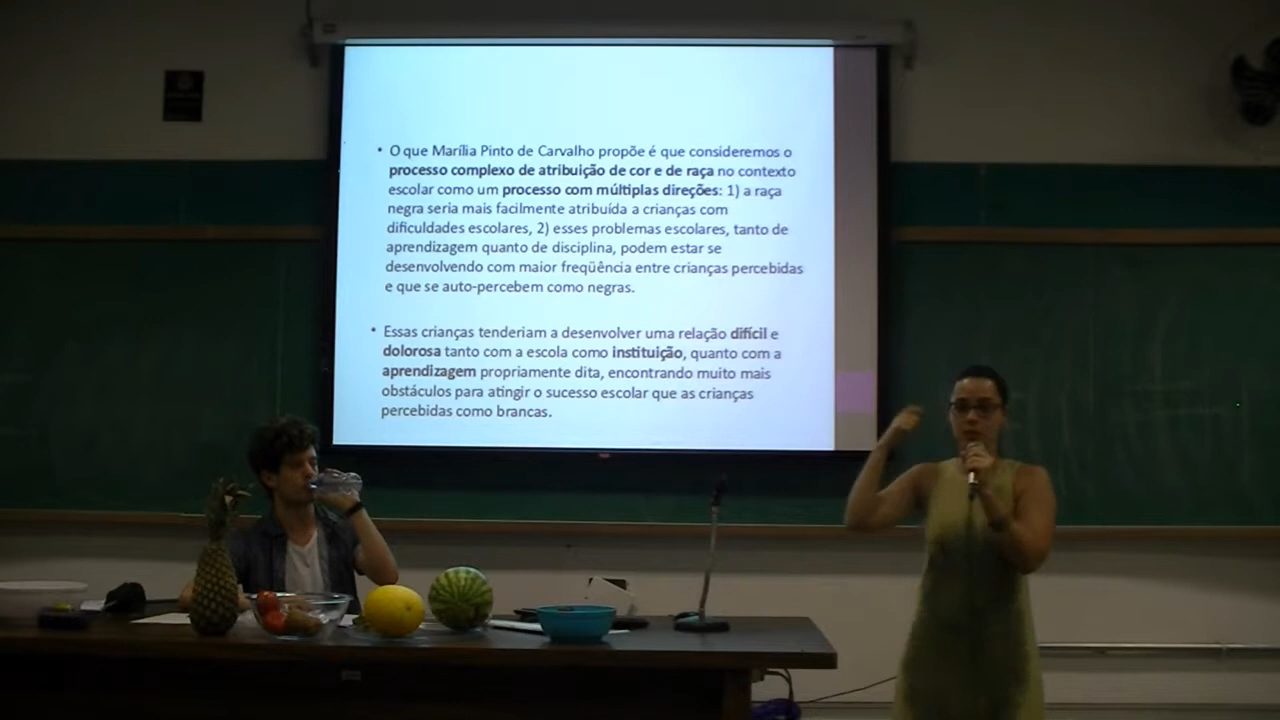 • O que Marília Pinto de Carvalho propõe é que consideremos o
processo complexo de atribuição de cor e de raça no contexto
escolar como um processo com múltiplas direções: 1) a raça
negra seria mais facilmente atribuída a crianças com
dificuldades escolares, 2) esses problemas escolares, tanto de
aprendizagem quanto de disciplina, podem estar se
desenvolvendo com maior freqüência entre crianças percebidas
e que se auto-percebem como negras.
• Essas crianças tenderiam a desenvolver uma relação difícil e
dolorosa tanto com a escola como instituição, quanto com a
aprendizagem propriamente dita, encontrando muito mais
obstáculos para atingir o sucesso escolar que as crianças
percebidas como brancas.